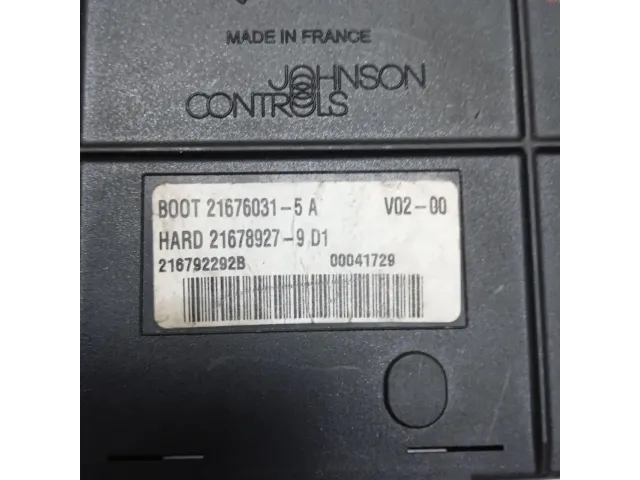 MADE IN FRANCE
JOHNSON
CONTROLS
BOOT 21676031-5 A V02-00
HARD 21678927-9 D1
216792292B 00041729